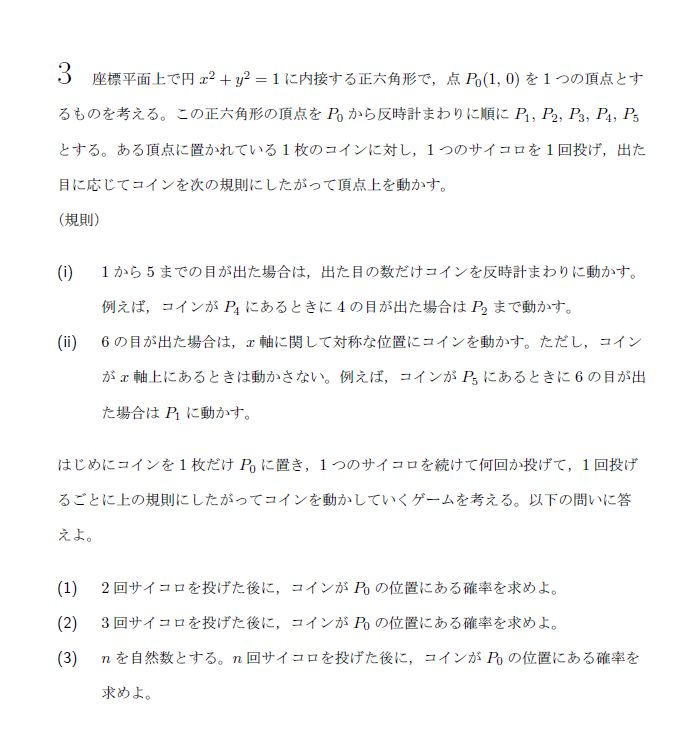 3 座標平面上で円 x² + y² = 1 に内接する正六角形で，点 P₀(1, 0) を 1 つの頂点とす
るものを考える。この正六角形の頂点を P₀ から反時計まわりに順に P₁, P₂, P₃, P₄, P₅
とする。ある頂点に置かれている 1 枚のコインに対し，1 つのサイコロを 1 回投げ，出た
目に応じてコインを次の規則にしたがって頂点上を動かす。
（規則）
(i) 1 から 5 までの目が出た場合は，出た目の数だけコインを反時計まわりに動かす。
例えば，コインが P₄ にあるときに 4 の目が出た場合は P₂ まで動かす。
(ii) 6 の目が出た場合は，x 軸に関して対称な位置にコインを動かす。ただし，コイン
が x 軸上にあるときは動かさない。例えば，コインが P₅ にあるときに 6 の目が出
た場合は P₁ に動かす。
はじめにコインを 1 枚だけ P₀ に置き，1 つのサイコロを続けて何回か投げて，1 回投げ
るごとに上の規則にしたがってコインを動かしていくゲームを考える。以下の問いに答
えよ。
(1) 2 回サイコロを投げた後に，コインが P₀ の位置にある確率を求めよ。
(2) 3 回サイコロを投げた後に，コインが P₀ の位置にある確率を求めよ。
(3) n を自然数とする。n 回サイコロを投げた後に，コインが P₀ の位置にある確率を
求めよ。